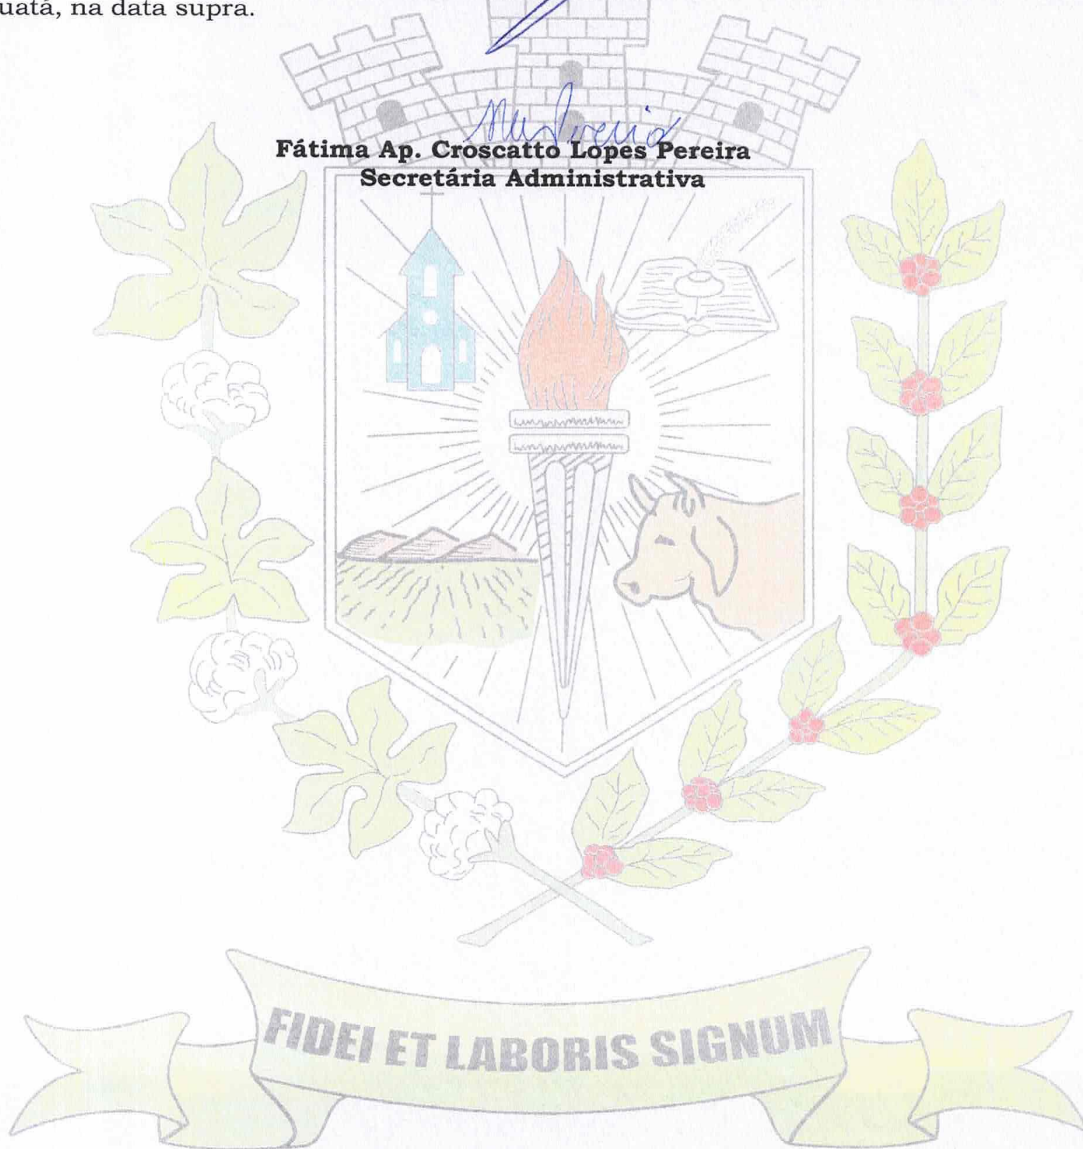 uatá, na data supra.
Fátima Ap. Croscatto Lopes Pereira
Secretária Administrativa
FIDEI ET LABORIS SIGNUM